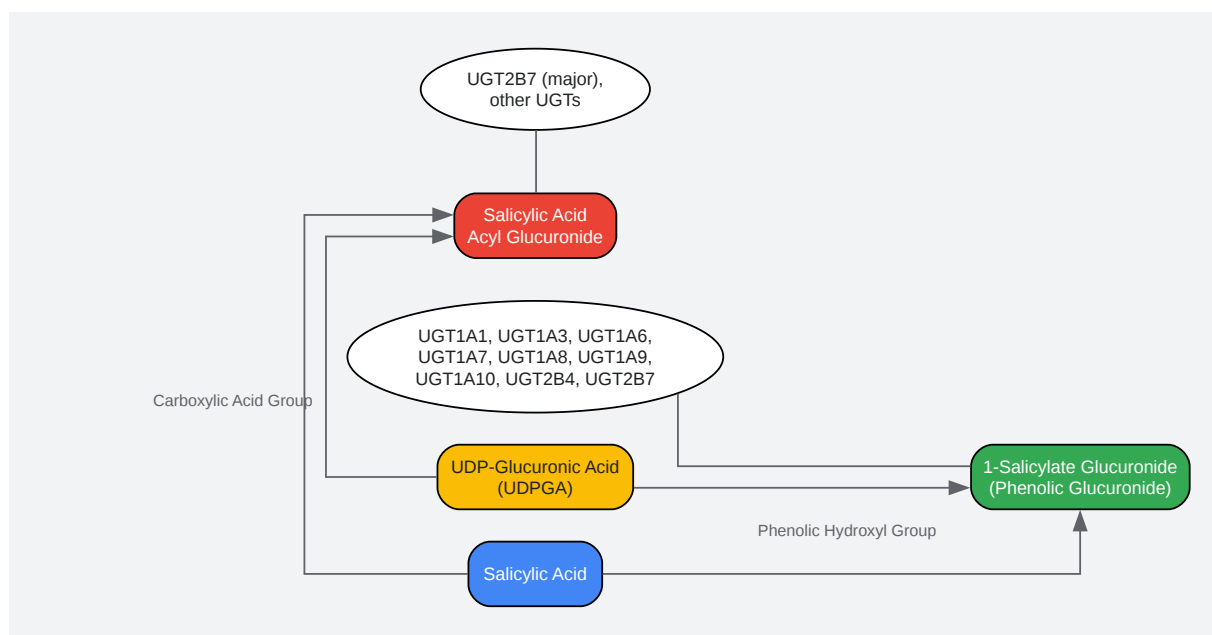 UGT2B7 (major),
other UGTs
Salicylic Acid
Acyl Glucuronide
UGT1A1, UGT1A3, UGT1A6,
UGT1A7, UGT1A8, UGT1A9,
UGT1A10, UGT2B4, UGT2B7
Carboxylic Acid Group
UDP-Glucuronic Acid
(UDPGA)
1-Salicylate Glucuronide
(Phenolic Glucuronide)
Phenolic Hydroxyl Group
Salicylic Acid